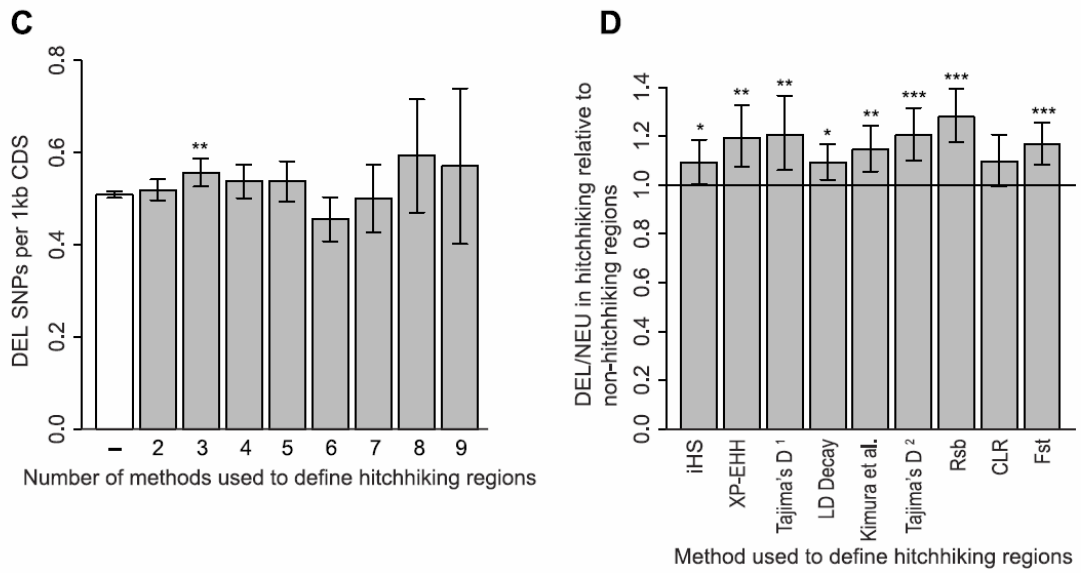 C
DEL SNPs per 1kb CDS
0.8
0.6
0.4
0.2
0.0
**
– 2 3 4 5 6 7 8 9
Number of methods used to define hitchhiking regions
D
DEL/NEU in hitchhiking relative to
non-hitchhiking regions
1.4
1.2
1.0
0.8
0.6
0.4
0.2
0.0
* ** ** * ** *** *** ***
iHS
XP-EHH
Tajima's D 1
LD Decay
Kimura et al.
Tajima's D 2
Rsb
CLR
Fst
Method used to define hitchhiking regions